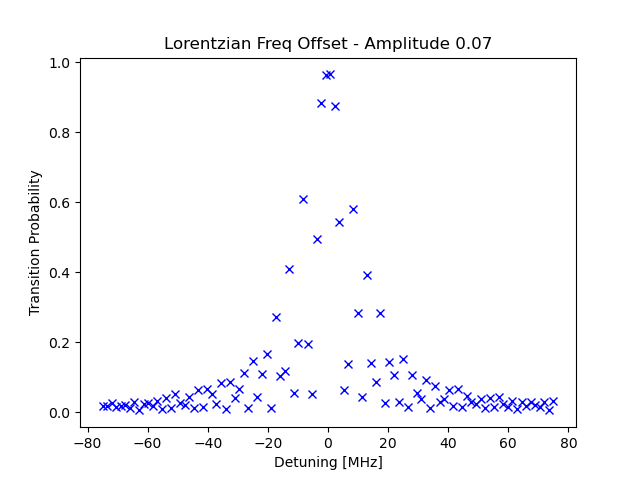 Lorentzian Freq Offset - Amplitude 0.07
1.0
0.8
0.6
0.4
0.2
0.0
Transition Probability
−80 −60 −40 −20 0 20 40 60 80
Detuning [MHz]